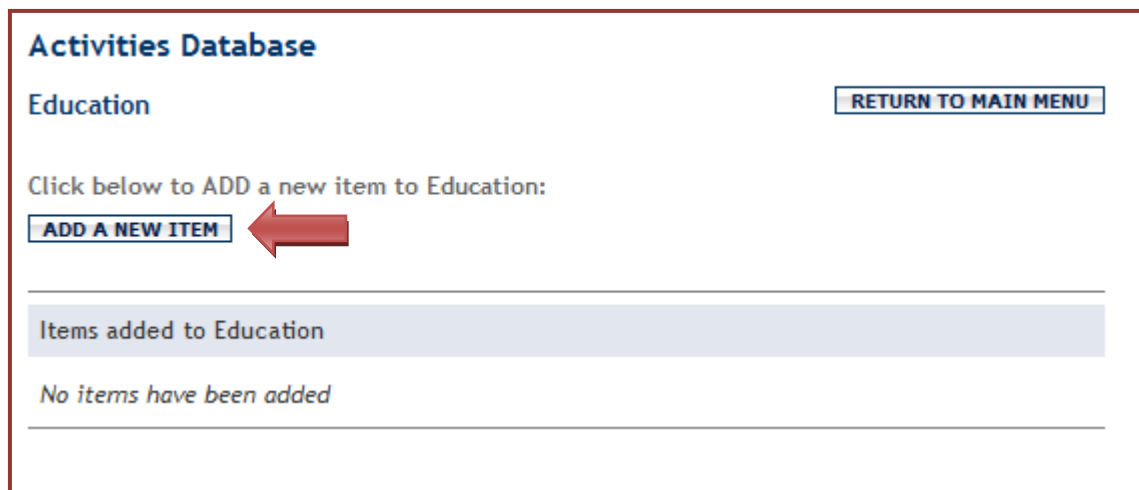 Activities Database
Education
RETURN TO MAIN MENU
Click below to ADD a new item to Education:
ADD A NEW ITEM
Items added to Education
No items have been added